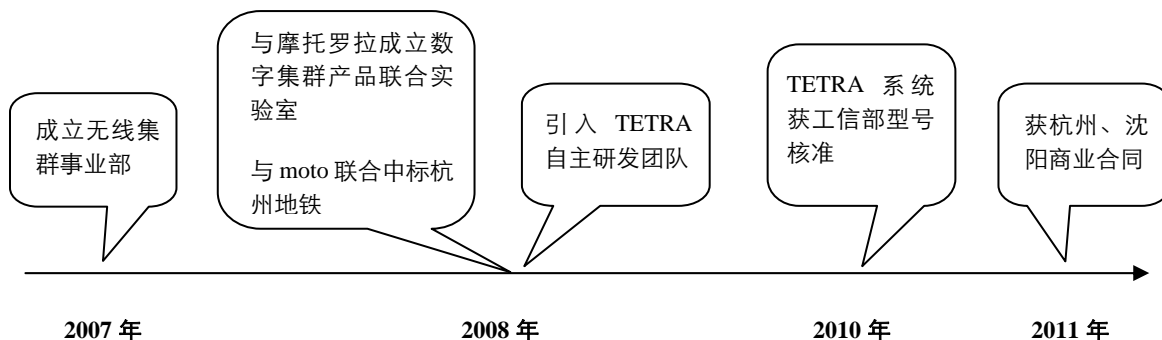 成立无线集
群事业部
与摩托罗拉成立数
字集群产品联合实
验室
与 moto 联合中标杭
州地铁
引入 TETRA
自主研发团队
TETRA 系统
获工信部型号
核准
获杭州、沈
阳商业合同
2007 年
2008 年
2010 年
2011 年